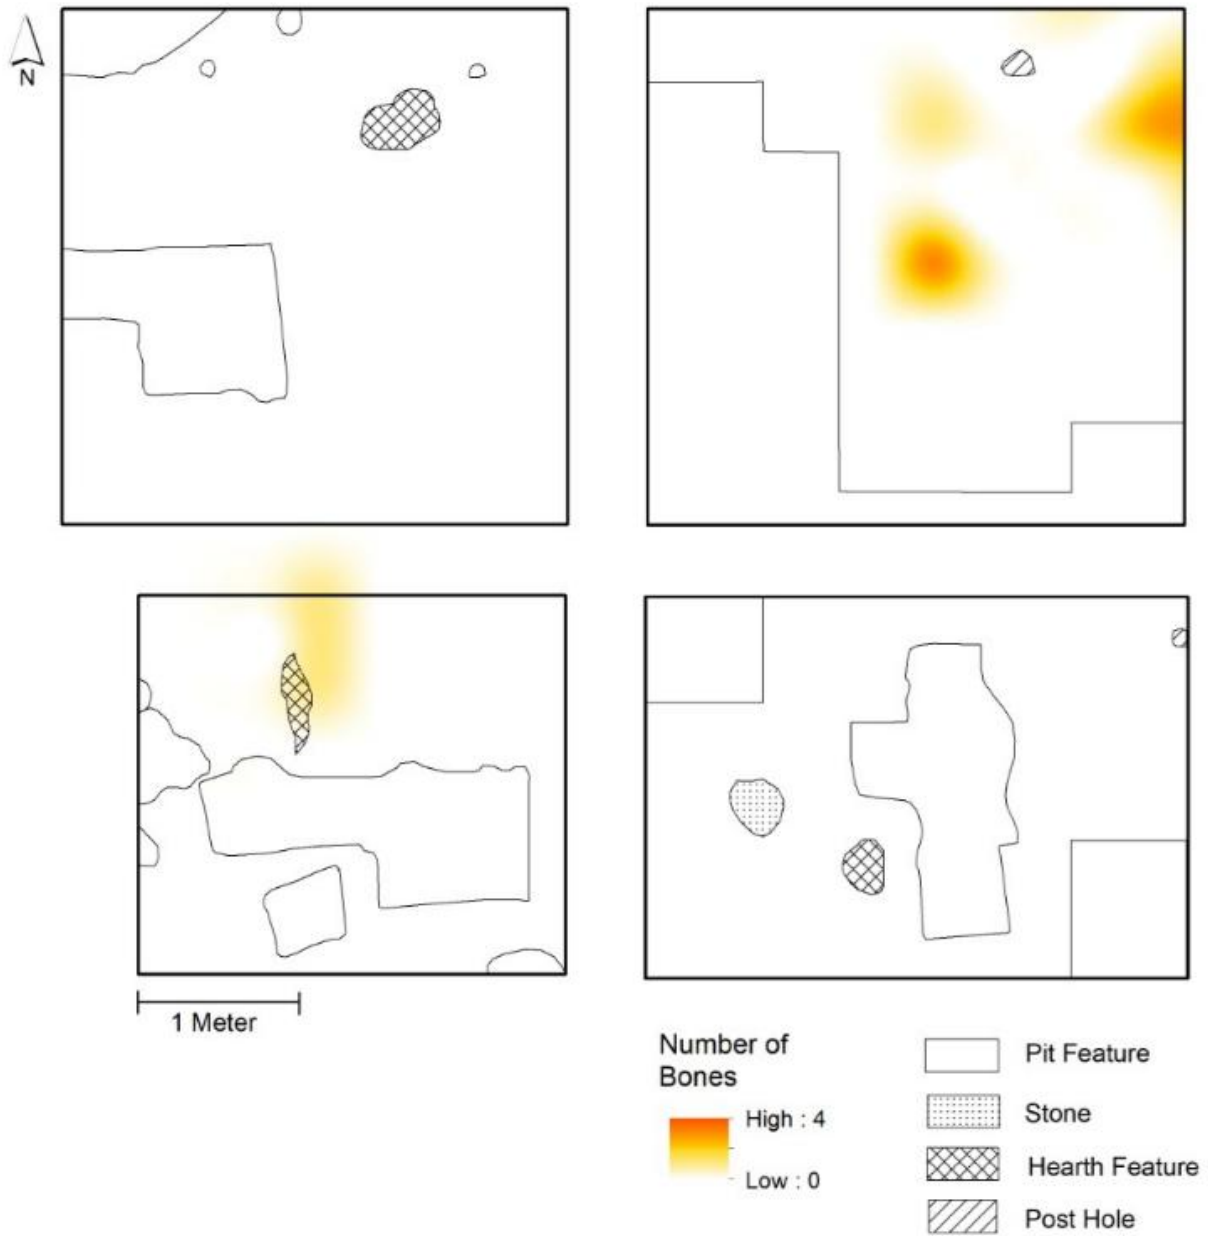 N
1 Meter
Number of
Bones
High : 4
Low : 0
Pit Feature
Stone
Hearth Feature
Post Hole